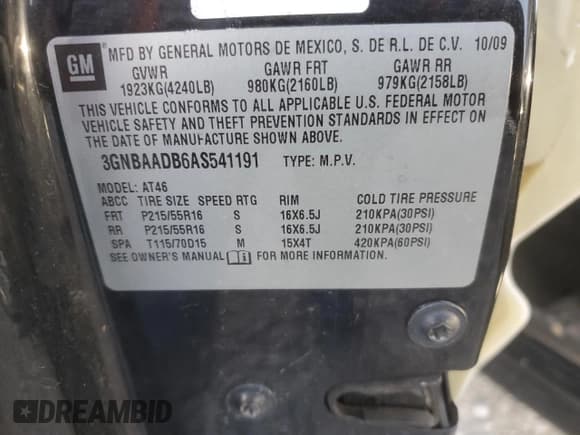 GM
MFD BY GENERAL MOTORS DE MEXICO, S. DE R.L. DE C.V. 10/09
GVWR GAWR FRT GAWR RR
1923KG(4240LB) 980KG(2160LB) 979KG(2158LB)
THIS VEHICLE CONFORMS TO ALL APPLICABLE U.S. FEDERAL MOTOR
VEHICLE SAFETY AND THEFT PREVENTION STANDARDS IN EFFECT ON
THE DATE OF MANUFACTURE SHOWN ABOVE.
3GNBAADB6AS541191 TYPE: M.P.V.
MODEL: AT46
ABCC TIRE SIZE SPEED RTG RIM COLD TIRE PRESSURE
FRT P215/55R16 S 16X6.5J 210KPA(30PSI)
RR P215/55R16 S 16X6.5J 210KPA(30PSI)
SPA T115/70D15 M 15X4T 420KPA(60PSI)
SEE OWNER'S MANUAL i FOR MORE INFORMATION.
DREAMBID